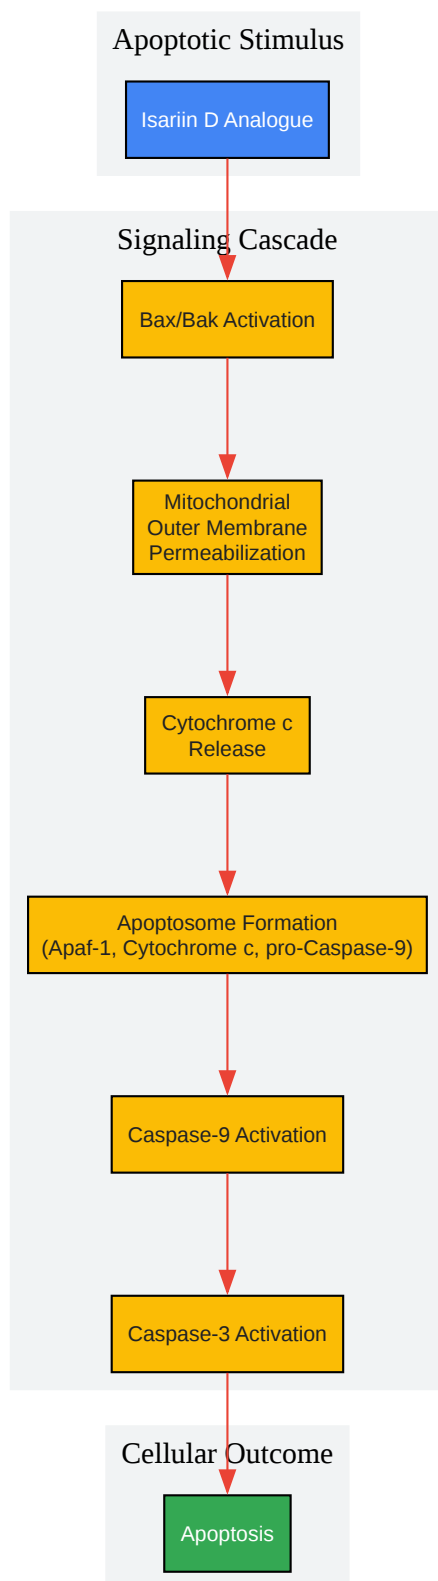 Apoptotic Stimulus
Isariin D Analogue
Signaling Cascade
Bax/Bak Activation
Mitochondrial
Outer Membrane
Permeabilization
Cytochrome c
Release
Apoptosome Formation
(Apaf-1, Cytochrome c, pro-Caspase-9)
Caspase-9 Activation
Caspase-3 Activation
Cellular Outcome
Apoptosis